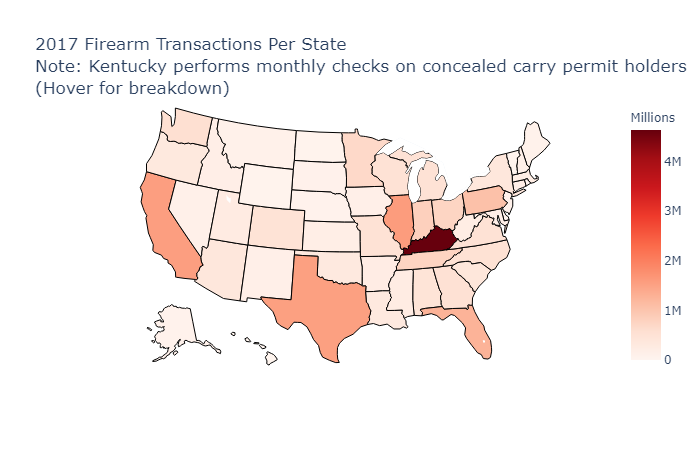 2017 Firearm Transactions Per State
Note: Kentucky performs monthly checks on concealed carry permit holders
(Hover for breakdown)
Millions
4M
3M
2M
1M
0